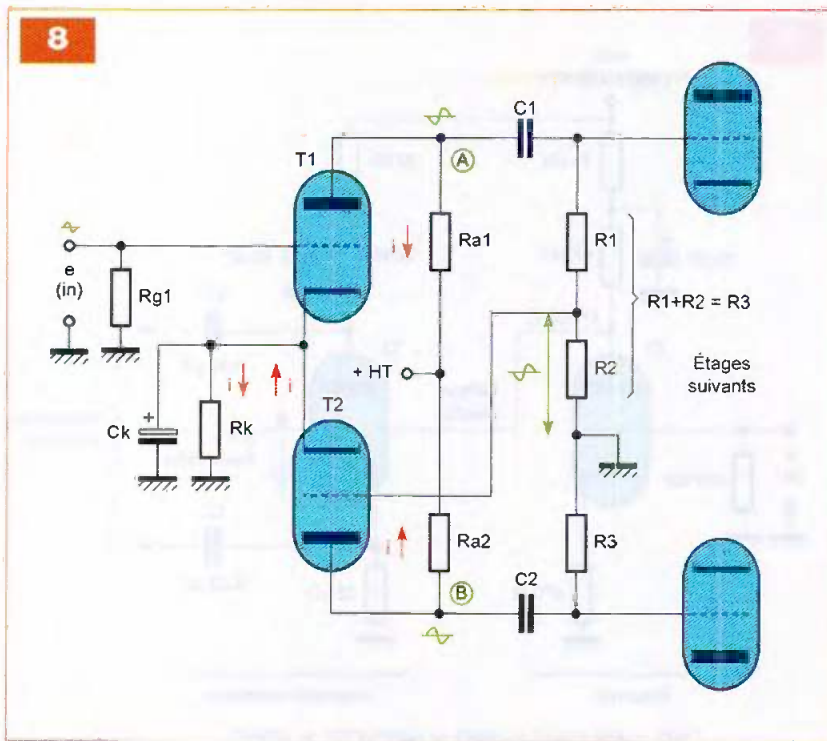 8
C1
T1
A
Ra1
R1
i
e
(in)
Rg1
R1+R2 = R3
+ HT
R2
Étages
suivants
i
i
T2
Ck
Rk
i
Ra2
R3
C2
B